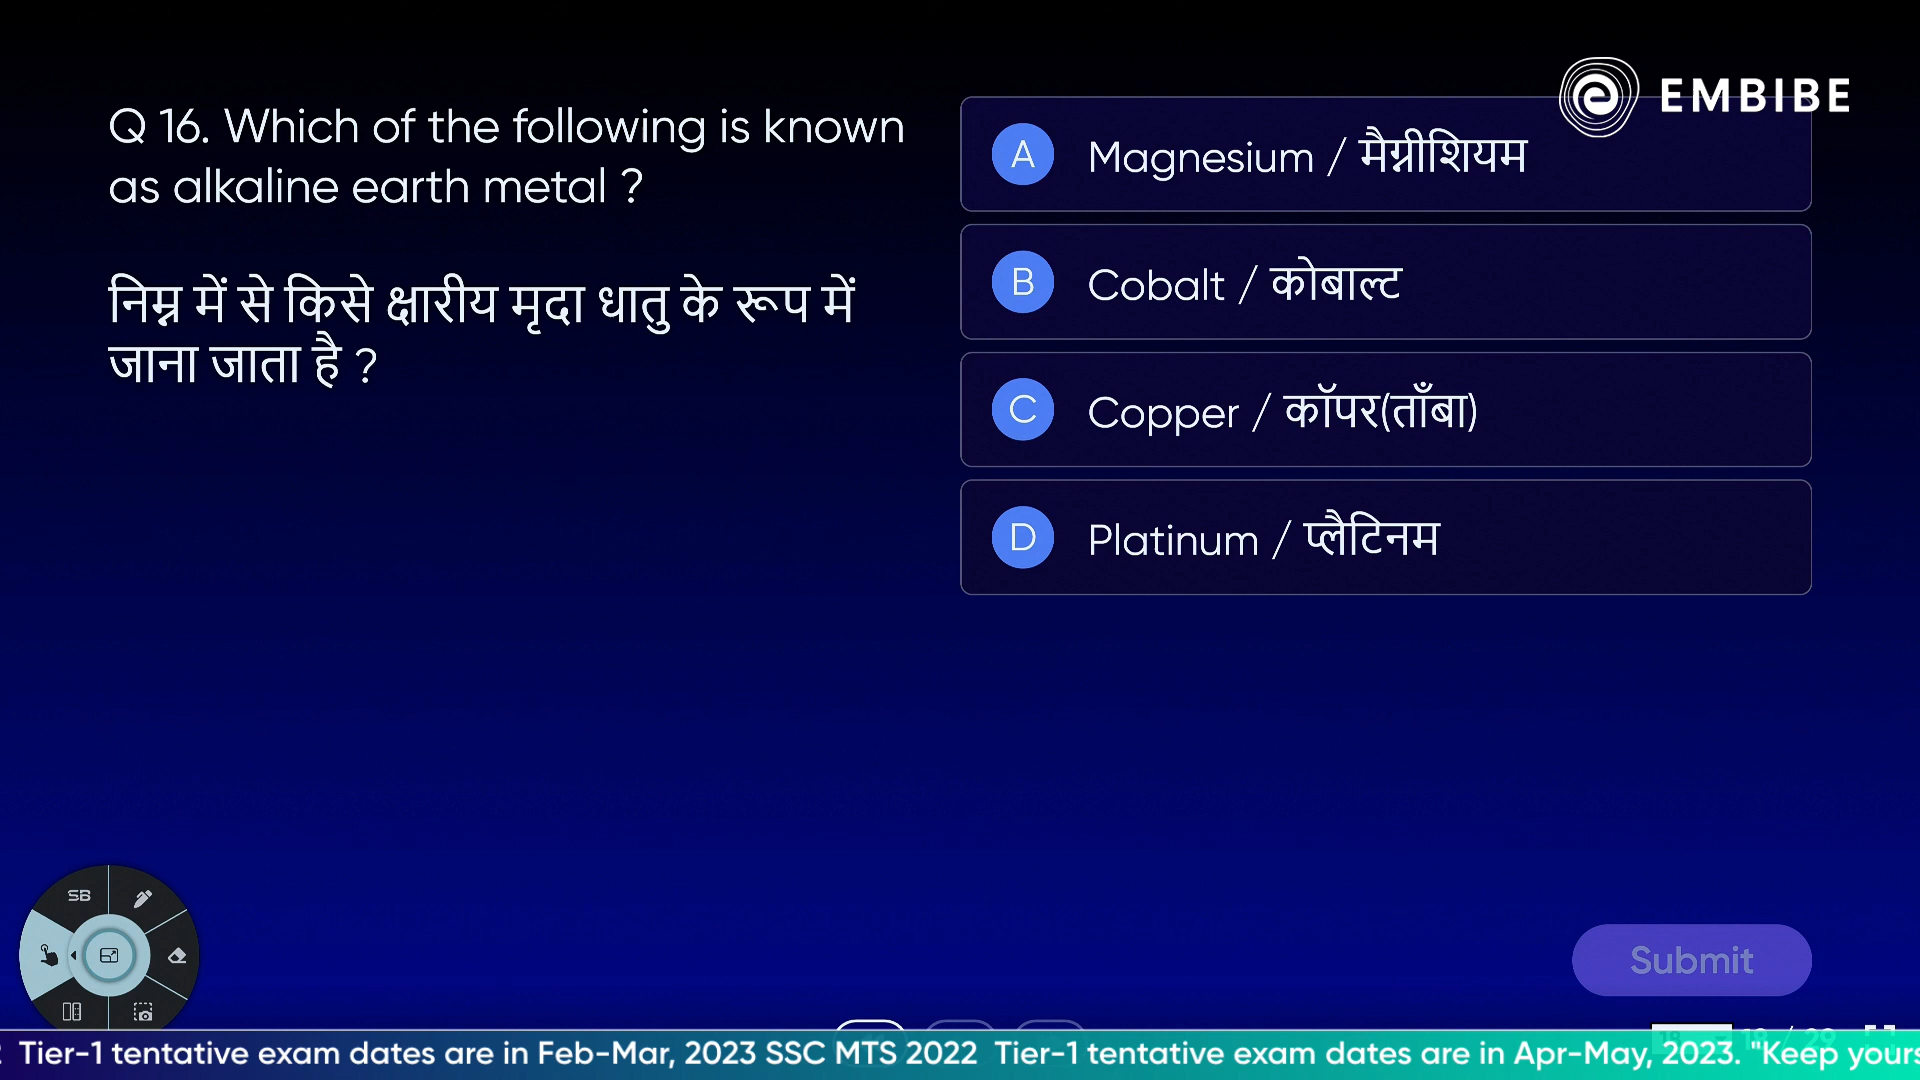 EMBIBE
Q 16. Which of the following is known
as alkaline earth metal ?
निम्न में से किसे क्षारीय मृदा धातु के रूप में
जाना जाता है ?
A Magnesium / मैग्नीशियम
B Cobalt / कोबाल्ट
C Copper / कॉपर(ताँबा)
D Platinum / प्लैटिनम
SB
Submit
Tier-1 tentative exam dates are in Feb-Mar, 2023 SSC MTS 2022 Tier-1 tentative exam dates are in Apr-May, 2023. "Keep yours